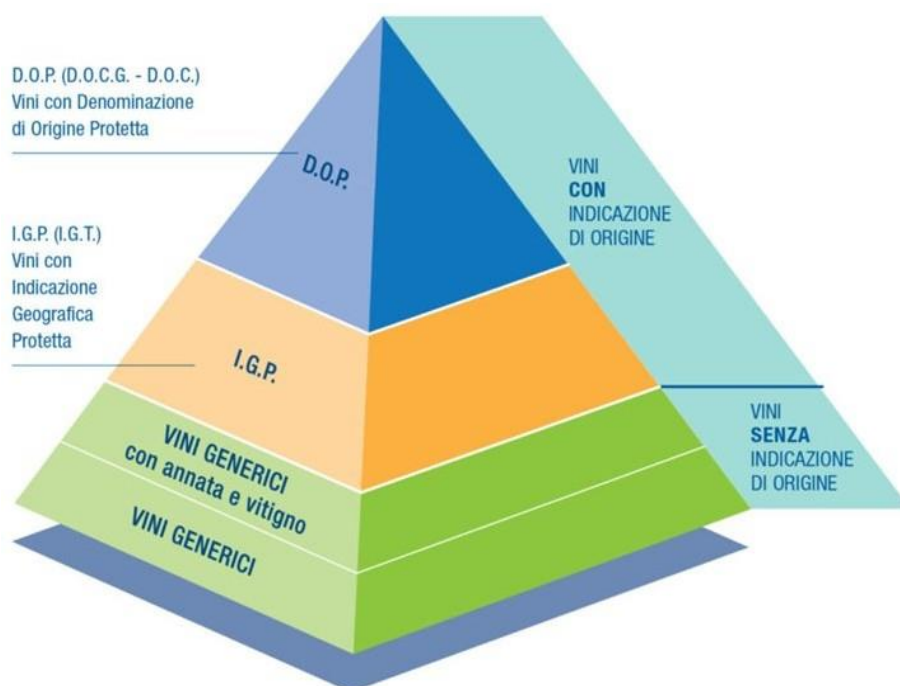 D.O.P. (D.O.C.G. - D.O.C.)
Vini con Denominazione
di Origine Protetta
D.O.P.
VINI
CON
INDICAZIONE
DI ORIGINE
I.G.P. (I.G.T.)
Vini con
Indicazione
Geografica
Protetta
I.G.P.
VINI GENERICI
con annata e vitigno
VINI GENERICI
VINI
SENZA
INDICAZIONE
DI ORIGINE